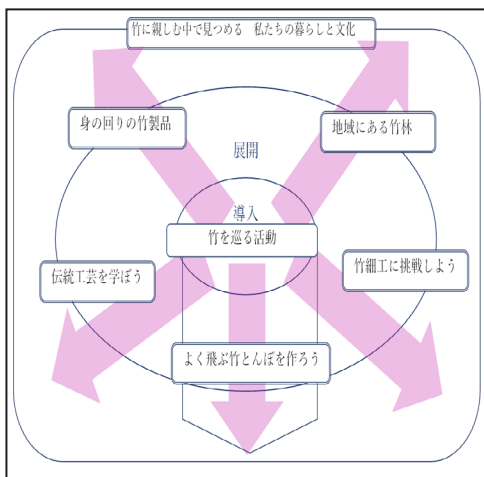 竹に親しむ中で見つめる　私たちの暮らしと文化
身の回りの竹製品
地域にある竹林
展開
導入
竹を巡る活動
伝統工芸を学ぼう
竹細工に挑戦しよう
よく飛ぶ竹とんぼを作ろう